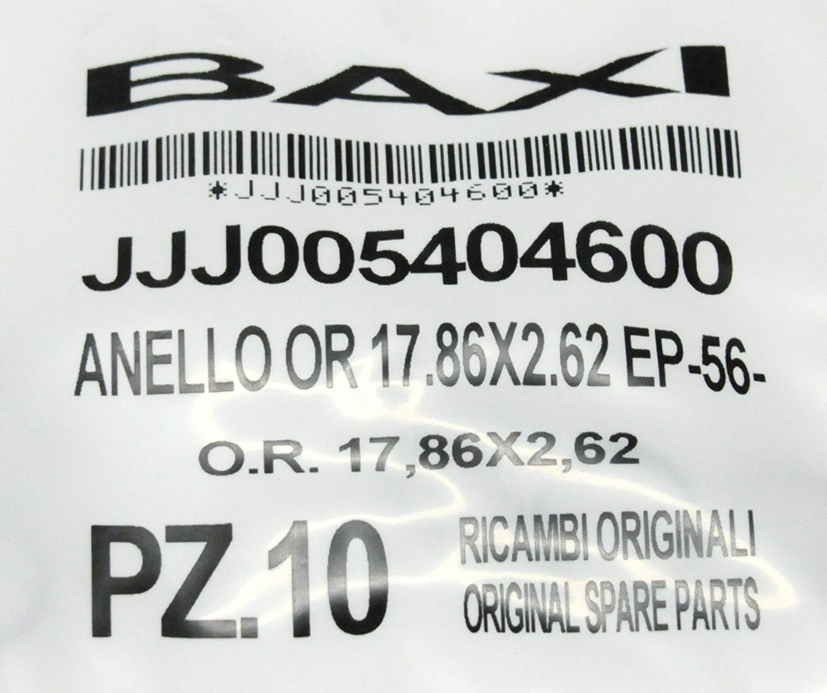 BAXI
*JJJ005404600*
JJJ005404600
ANELLO OR 17.86X2.62 EP-56-
O.R. 17,86X2,62
PZ.10
RICAMBI ORIGINALI
ORIGINAL SPARE PARTS